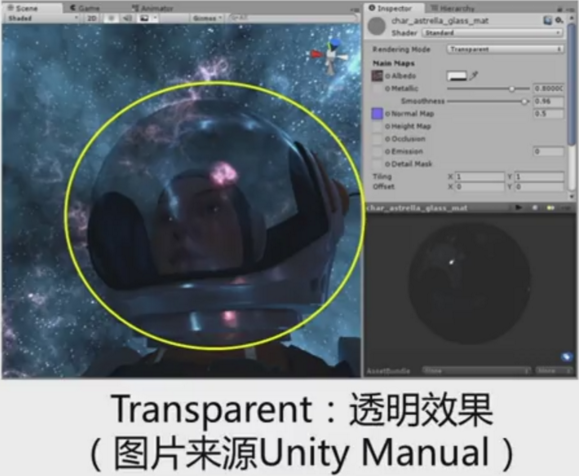 Scene Game Animator
Shaded 2D Gizmos
Inspector Hierarchy
char_astrella_glass_mat
Shader Standard
Rendering Mode Transparent
Main Maps
Albedo
Metallic 0.8000
Smoothness 0.96
Normal Map 0.5
Height Map
Occlusion
Emission 0
Detail Mask
Tiling X 1 Y 1
Offset X 0 Y 0
char_astrella_glass_mat
AssetBundle None None
Transparent：透明效果
（图片来源Unity Manual）